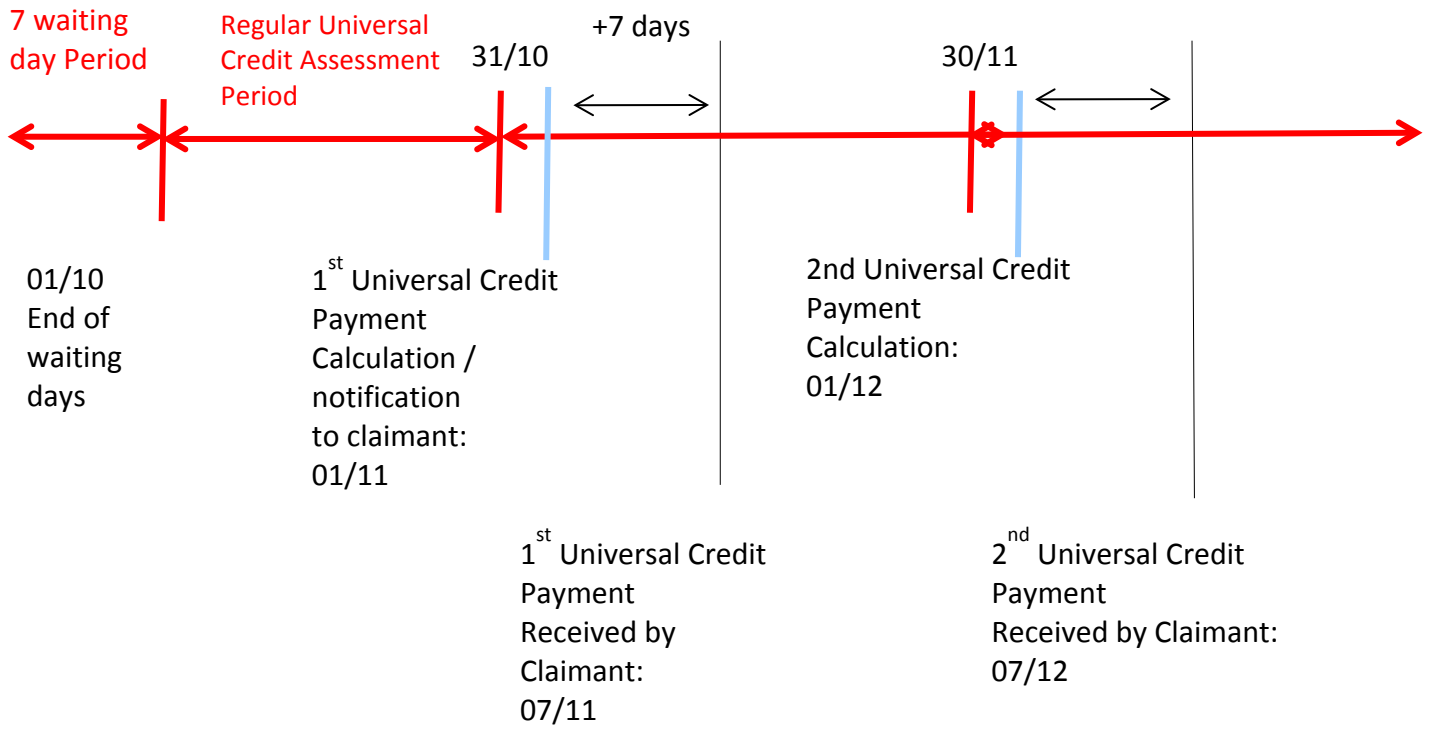 7 waiting
day Period
Regular Universal
Credit Assessment
Period
31/10
+7 days
30/11
01/10
End of
waiting
days
1st Universal Credit
Payment
Calculation /
notification
to claimant:
01/11
2nd Universal Credit
Payment
Calculation:
01/12
1st Universal Credit
Payment
Received by
Claimant:
07/11
2nd Universal Credit
Payment
Received by Claimant:
07/12